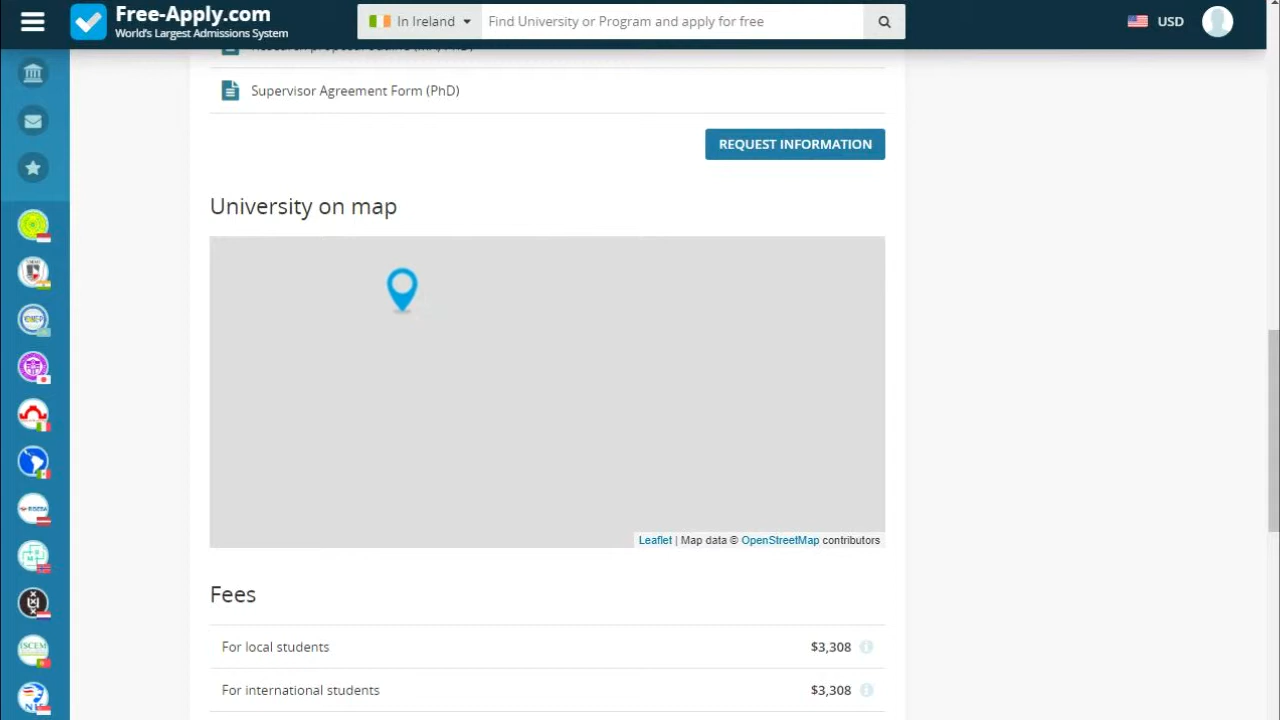 Free-Apply.com
World's Largest Admissions System
In Ireland
Find University or Program and apply for free
USD
Supervisor Agreement Form (PhD)
REQUEST INFORMATION
University on map
Leaflet | Map data © OpenStreetMap contributors
Fees
For local students $3,308
For international students $3,308
ISCEM